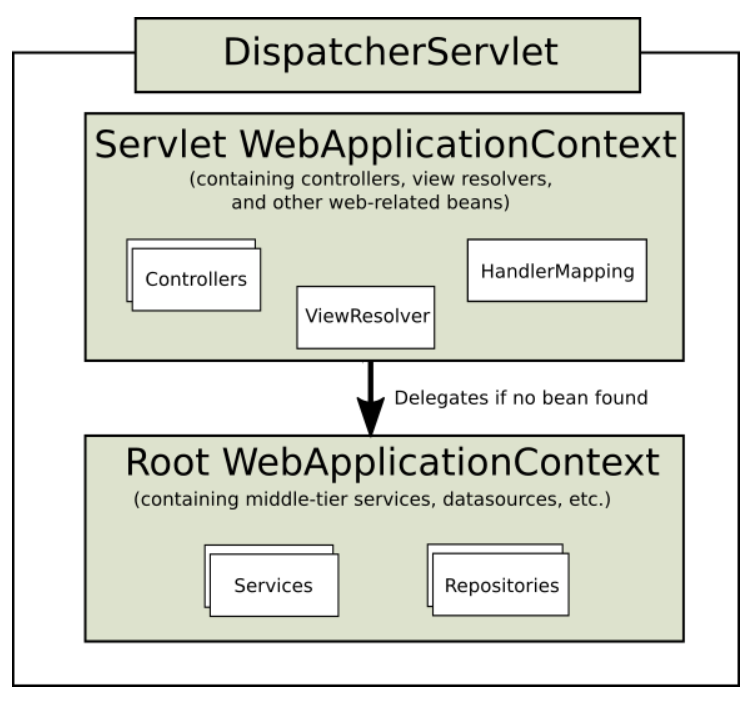 DispatcherServlet
Servlet WebApplicationContext
(containing controllers, view resolvers,
and other web-related beans)
Controllers
HandlerMapping
ViewResolver
Delegates if no bean found
Root WebApplicationContext
(containing middle-tier services, datasources, etc.)
Services
Repositories